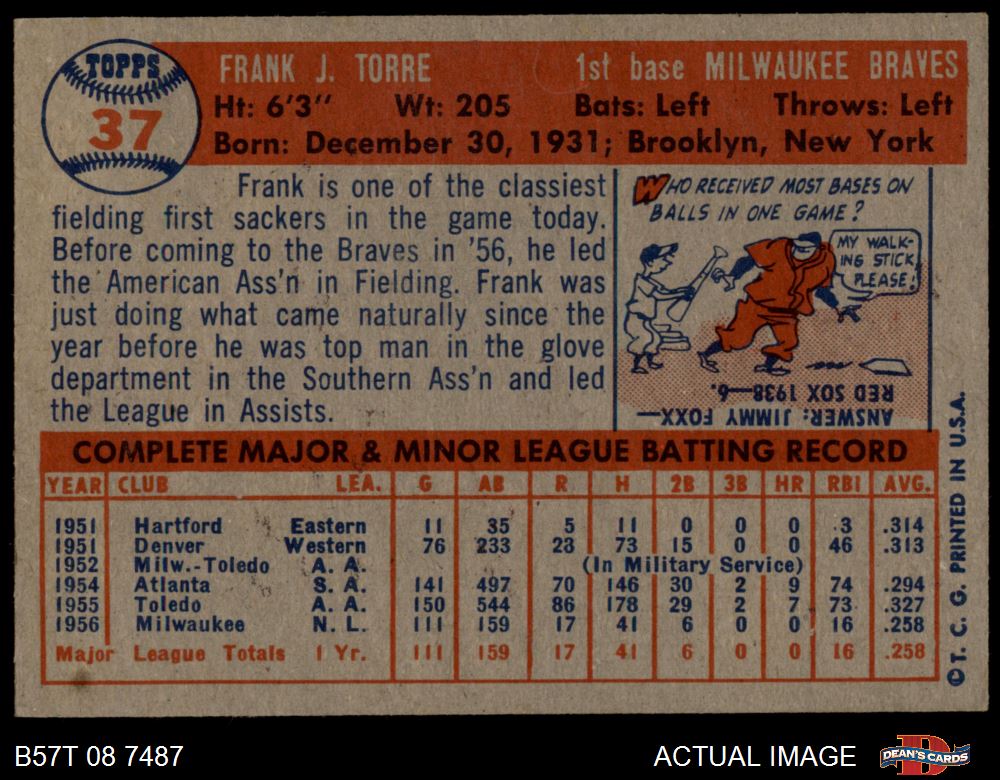 TOPPS
37
FRANK J. TORRE 1st base MILWAUKEE BRAVES
Ht: 6'3" Wt: 205 Bats: Left Throws: Left
Born: December 30, 1931; Brooklyn, New York
Frank is one of the classiest
fielding first sackers in the game today.
Before coming to the Braves in '56, he led
the American Ass'n in Fielding. Frank was
just doing what came naturally since the
year before he was top man in the glove
department in the Southern Ass'n and led
the League in Assists.
WHO RECEIVED MOST BASES ON
BALLS IN ONE GAME?
MY WALK-
ING STICK
PLEASE!
ANSWER: JIMMY FOXX—
RED SOX 1938—6.
COMPLETE MAJOR & MINOR LEAGUE BATTING RECORD
YEAR CLUB LEA. G AB R H 2B 3B HR RBI AVG.
1951 Hartford Eastern 11 35 5 11 0 0 0 3 .314
1951 Denver Western 76 233 23 73 15 0 0 46 .313
1952 Milw.-Toledo A. A. (In Military Service)
1954 Atlanta S. A. 141 497 70 146 30 2 9 74 .294
1955 Toledo A. A. 150 544 86 178 29 2 7 73 .327
1956 Milwaukee N. L. 111 159 17 41 6 0 0 16 .258
Major League Totals 1 Yr. 111 159 17 41 6 0 0 16 .258
©T. C. G. PRINTED IN U.S.A.
B57T 08 7487 ACTUAL IMAGE DEAN'S CARDS